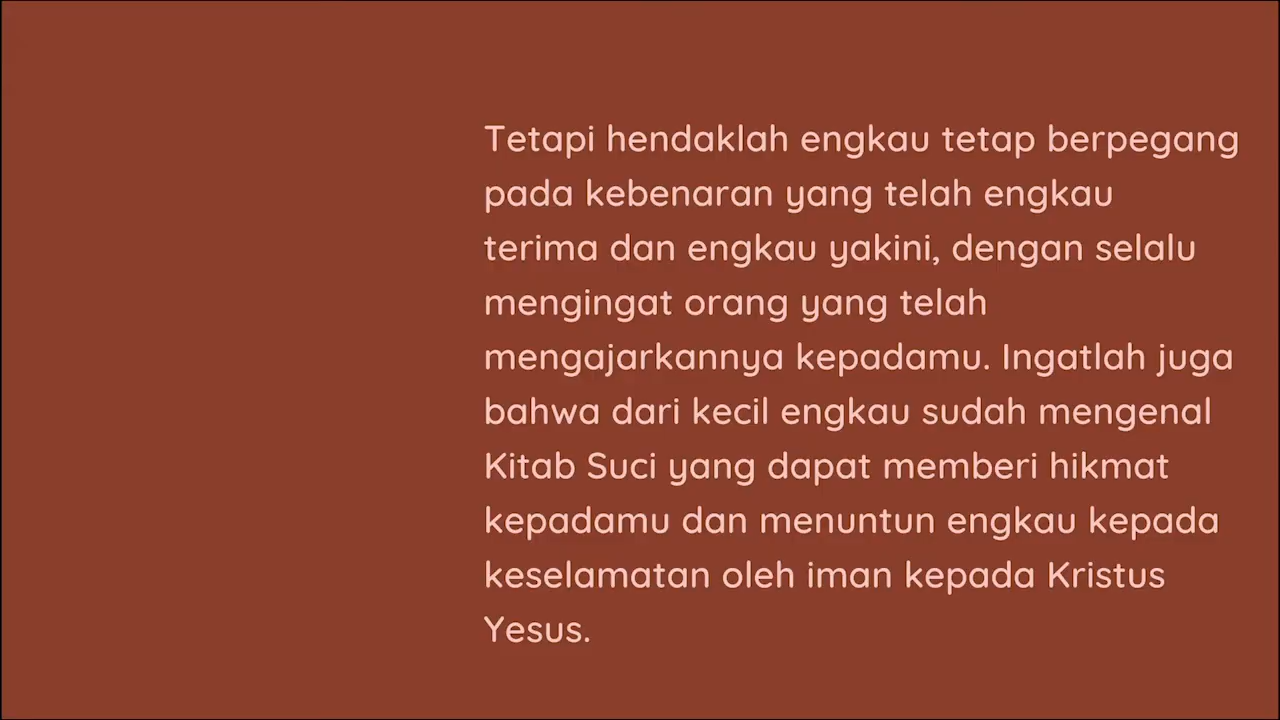 Tetapi hendaklah engkau tetap berpegang
pada kebenaran yang telah engkau
terima dan engkau yakini, dengan selalu
mengingat orang yang telah
mengajarkannya kepadamu. Ingatlah juga
bahwa dari kecil engkau sudah mengenal
Kitab Suci yang dapat memberi hikmat
kepadamu dan menuntun engkau kepada
keselamatan oleh iman kepada Kristus
Yesus.